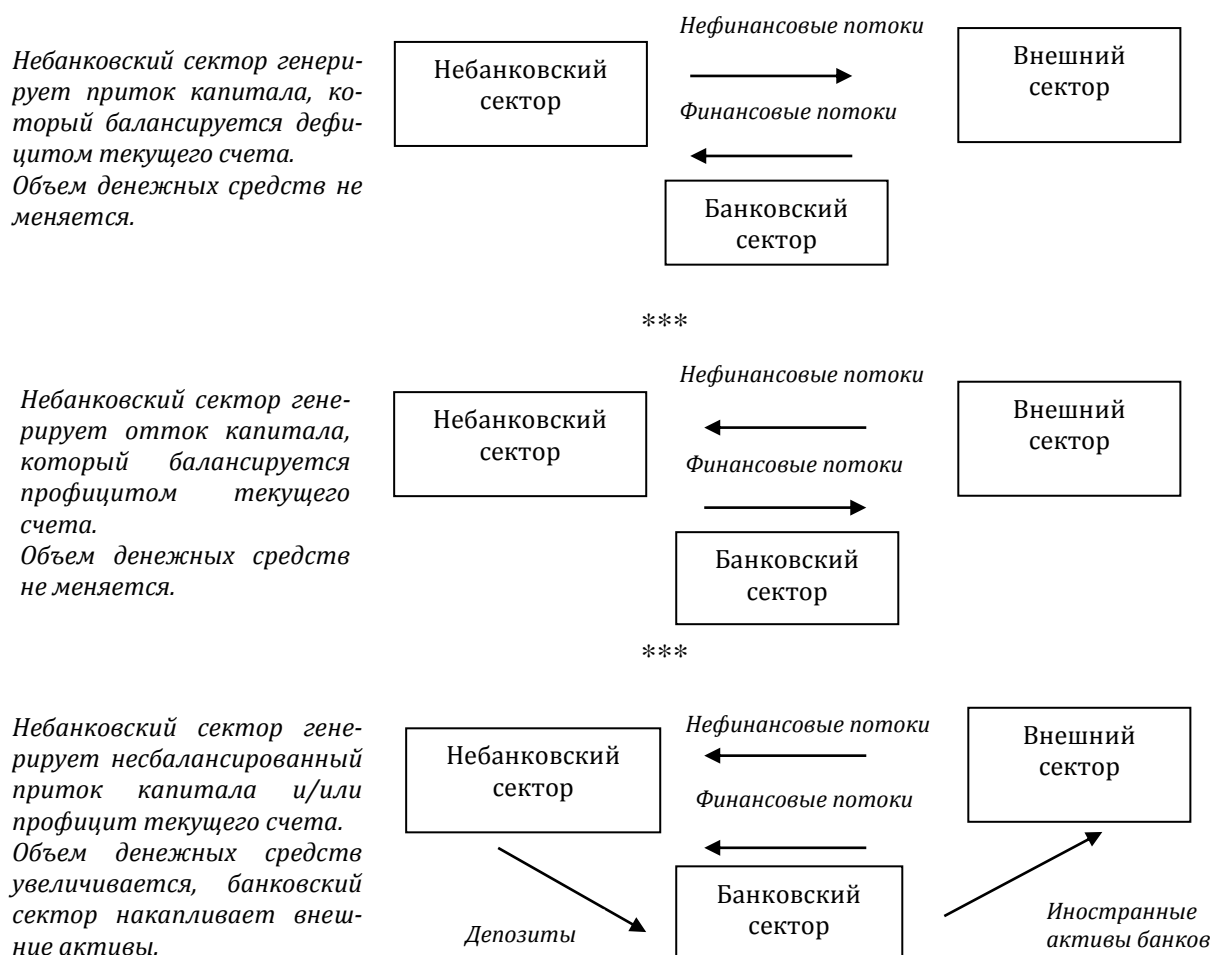 Небанковский сектор генери-
рует приток капитала, ко-
торый балансируется дефи-
цитом текущего счета.
Объем денежных средств не
меняется.
Небанковский
сектор
Нефинансовые потоки
Финансовые потоки
Внешний
сектор
Банковский
сектор
***
Небанковский сектор гене-
рирует отток капитала,
который балансируется
профицитом текущего
счета.
Объем денежных средств
не меняется.
Небанковский
сектор
Нефинансовые потоки
Финансовые потоки
Внешний
сектор
Банковский
сектор
***
Небанковский сектор гене-
рирует несбалансированный
приток капитала и/или
профицит текущего счета.
Объем денежных средств
увеличивается, банковский
сектор накапливает внеш-
ние активы.
Небанковский
сектор
Нефинансовые потоки
Финансовые потоки
Внешний
сектор
Депозиты
Банковский
сектор
Иностранные
активы банков